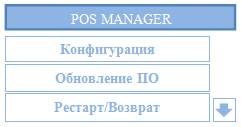 POS MANAGER
Конфигурация
Обновление ПО
Рестарт/Возврат